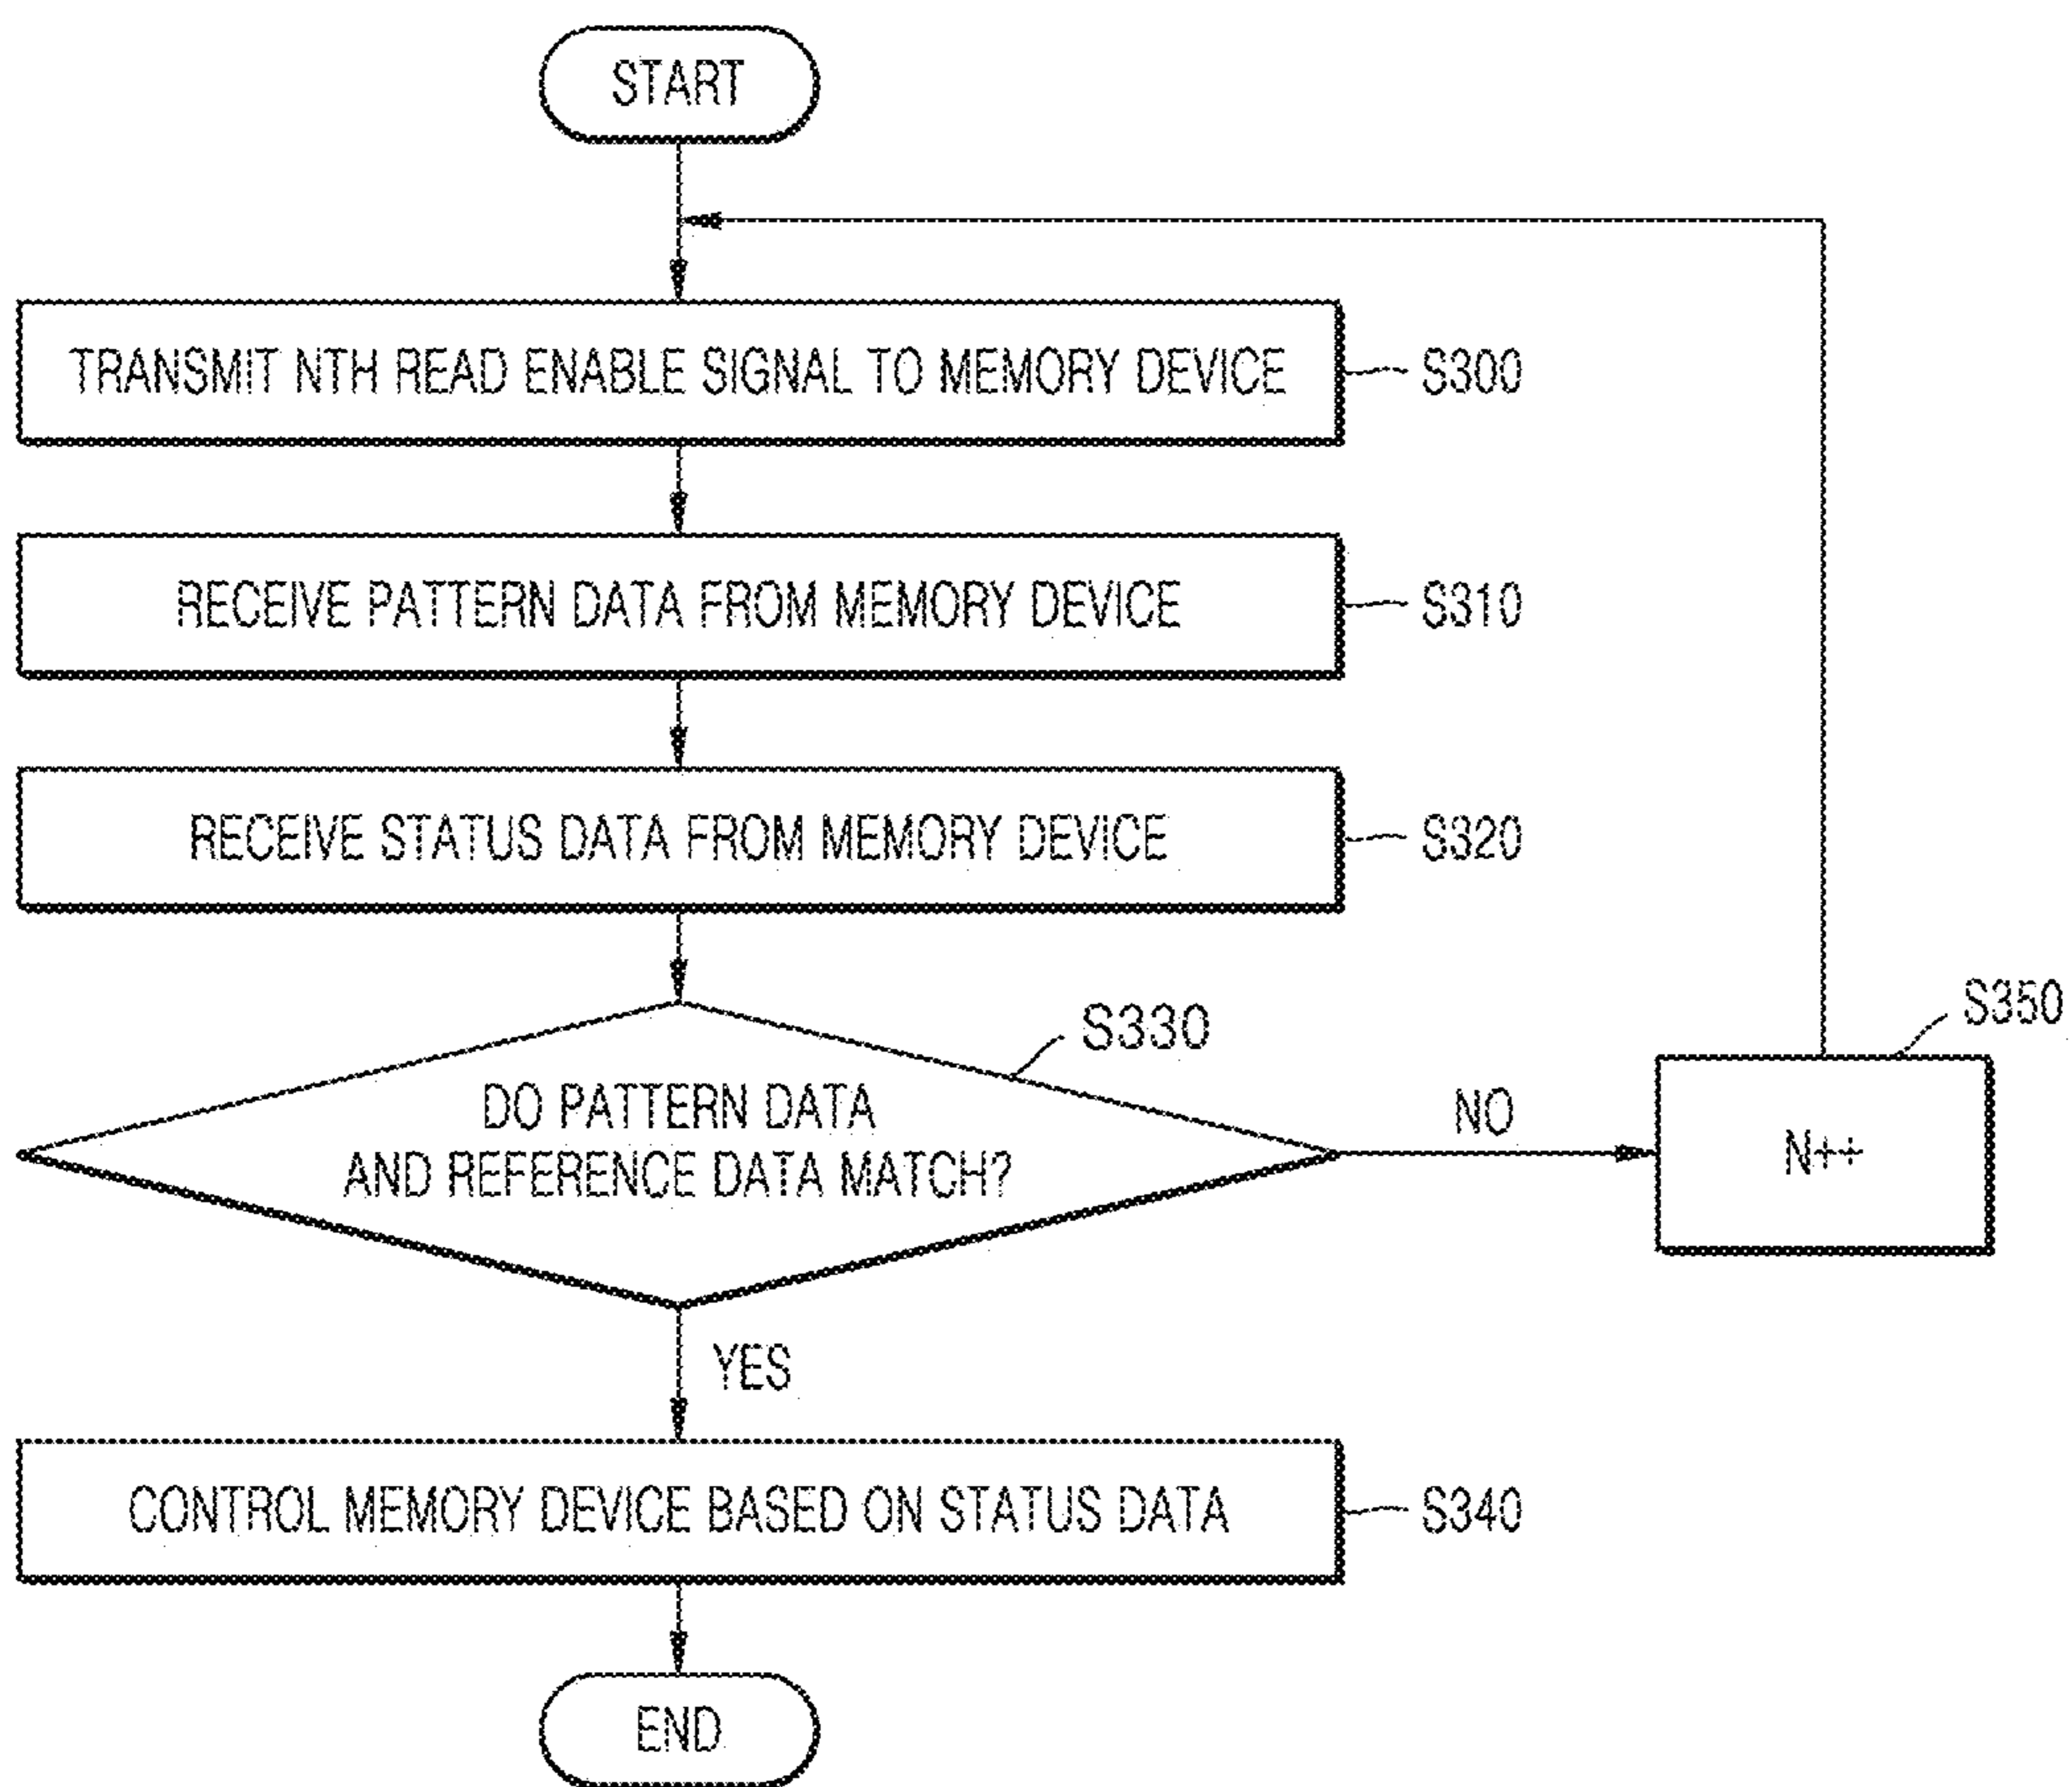 START
TRANSMIT NTH READ ENABLE SIGNAL TO MEMORY DEVICE
S300
RECEIVE PATTERN DATA FROM MEMORY DEVICE
S310
RECEIVE STATUS DATA FROM MEMORY DEVICE
S320
S330
DO PATTERN DATA
AND REFERENCE DATA MATCH?
NO
S350
N++
YES
CONTROL MEMORY DEVICE BASED ON STATUS DATA
S340
END